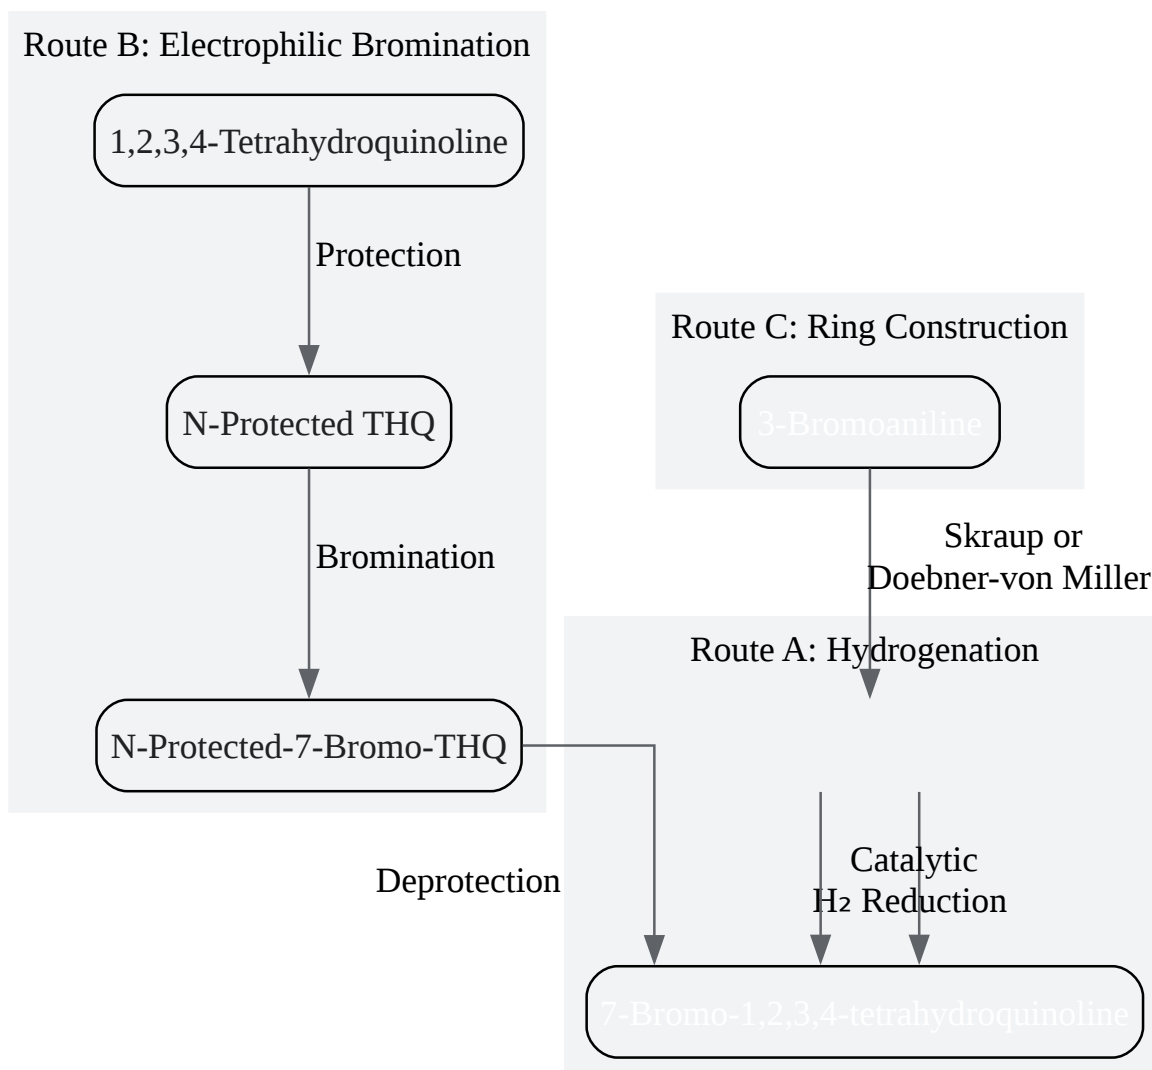 Route B: Electrophilic Bromination
1,2,3,4-Tetrahydroquinoline
Protection
N-Protected THQ
Bromination
N-Protected-7-Bromo-THQ
Deprotection
Route C: Ring Construction
3-Bromoaniline
Skraup or
Doebner-von Miller
Route A: Hydrogenation
Catalytic
H₂ Reduction
7-Bromo-1,2,3,4-tetrahydroquinoline